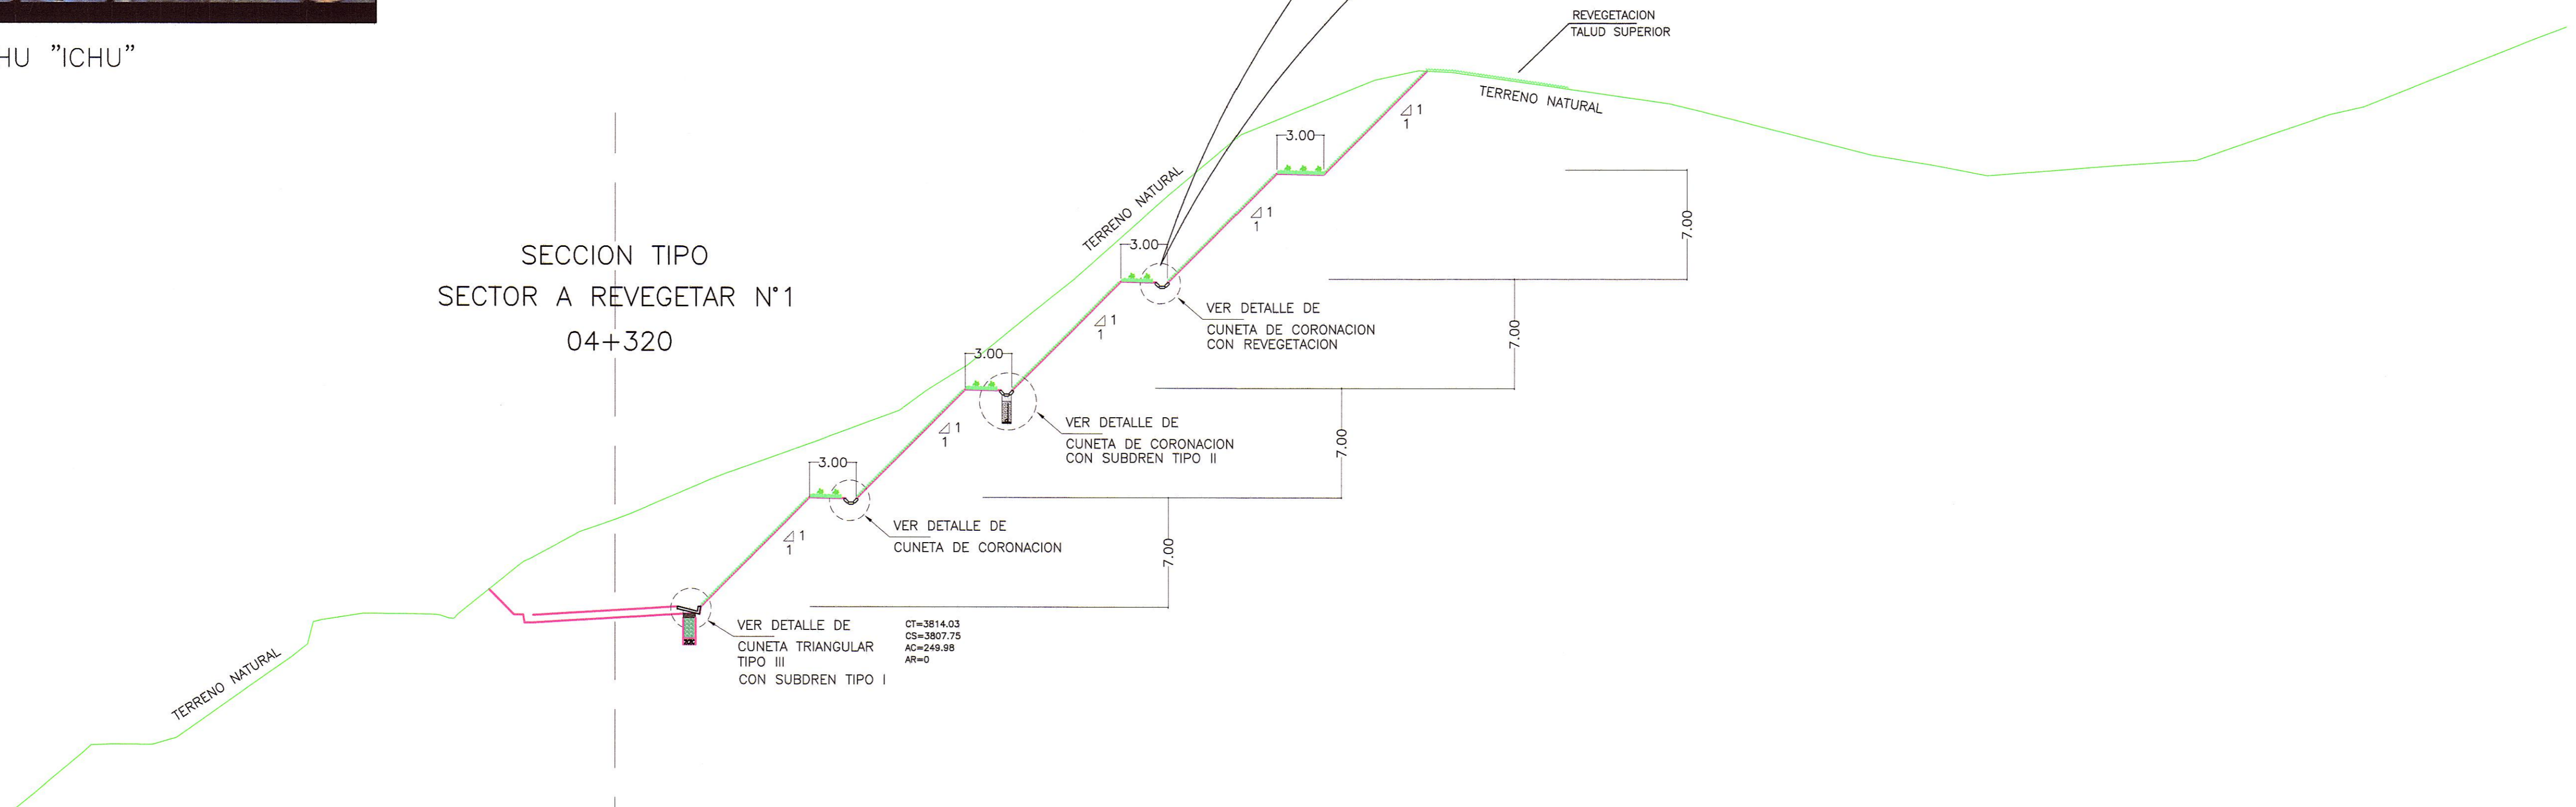 HU "ICHU"
REVEGETACION
TALUD SUPERIOR
TERRENO NATURAL
1
1
3.00
TERRENO NATURAL
1
1
7.00
3.00
SECCION TIPO
SECTOR A REVEGETAR N°1
04+320
VER DETALLE DE
CUNETA DE CORONACION
CON REVEGETACION
1
1
7.00
3.00
VER DETALLE DE
CUNETA DE CORONACION
CON SUBDREN TIPO II
1
1
7.00
3.00
VER DETALLE DE
CUNETA DE CORONACION
1
1
7.00
VER DETALLE DE
CUNETA TRIANGULAR
TIPO III
CON SUBDREN TIPO I
CT=3814.03
CS=3807.75
AC=249.98
AR=0
TERRENO NATURAL